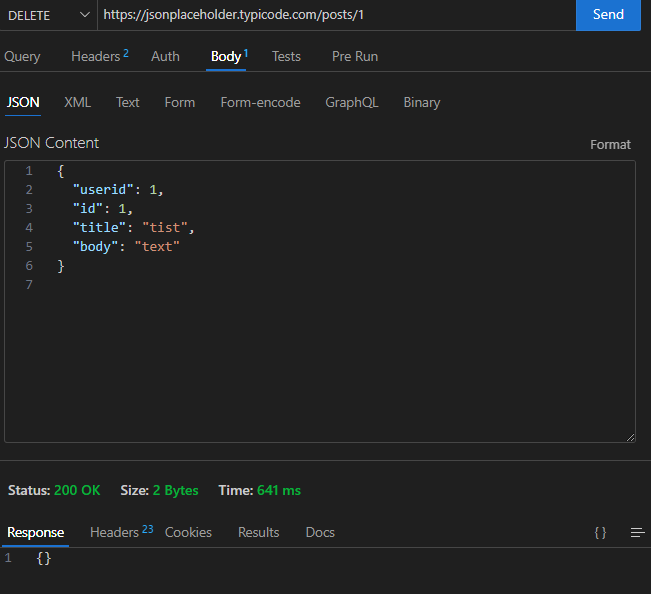 DELETE https://jsonplaceholder.typicode.com/posts/1 Send
Query Headers 2 Auth Body 1 Tests Pre Run
JSON XML Text Form Form-encode GraphQL Binary
JSON Content Format
1 {
2 "userid": 1,
3 "id": 1,
4 "title": "tist",
5 "body": "text"
6 }
7
Status: 200 OK Size: 2 Bytes Time: 641 ms
Response Headers 23 Cookies Results Docs { }
1 {}